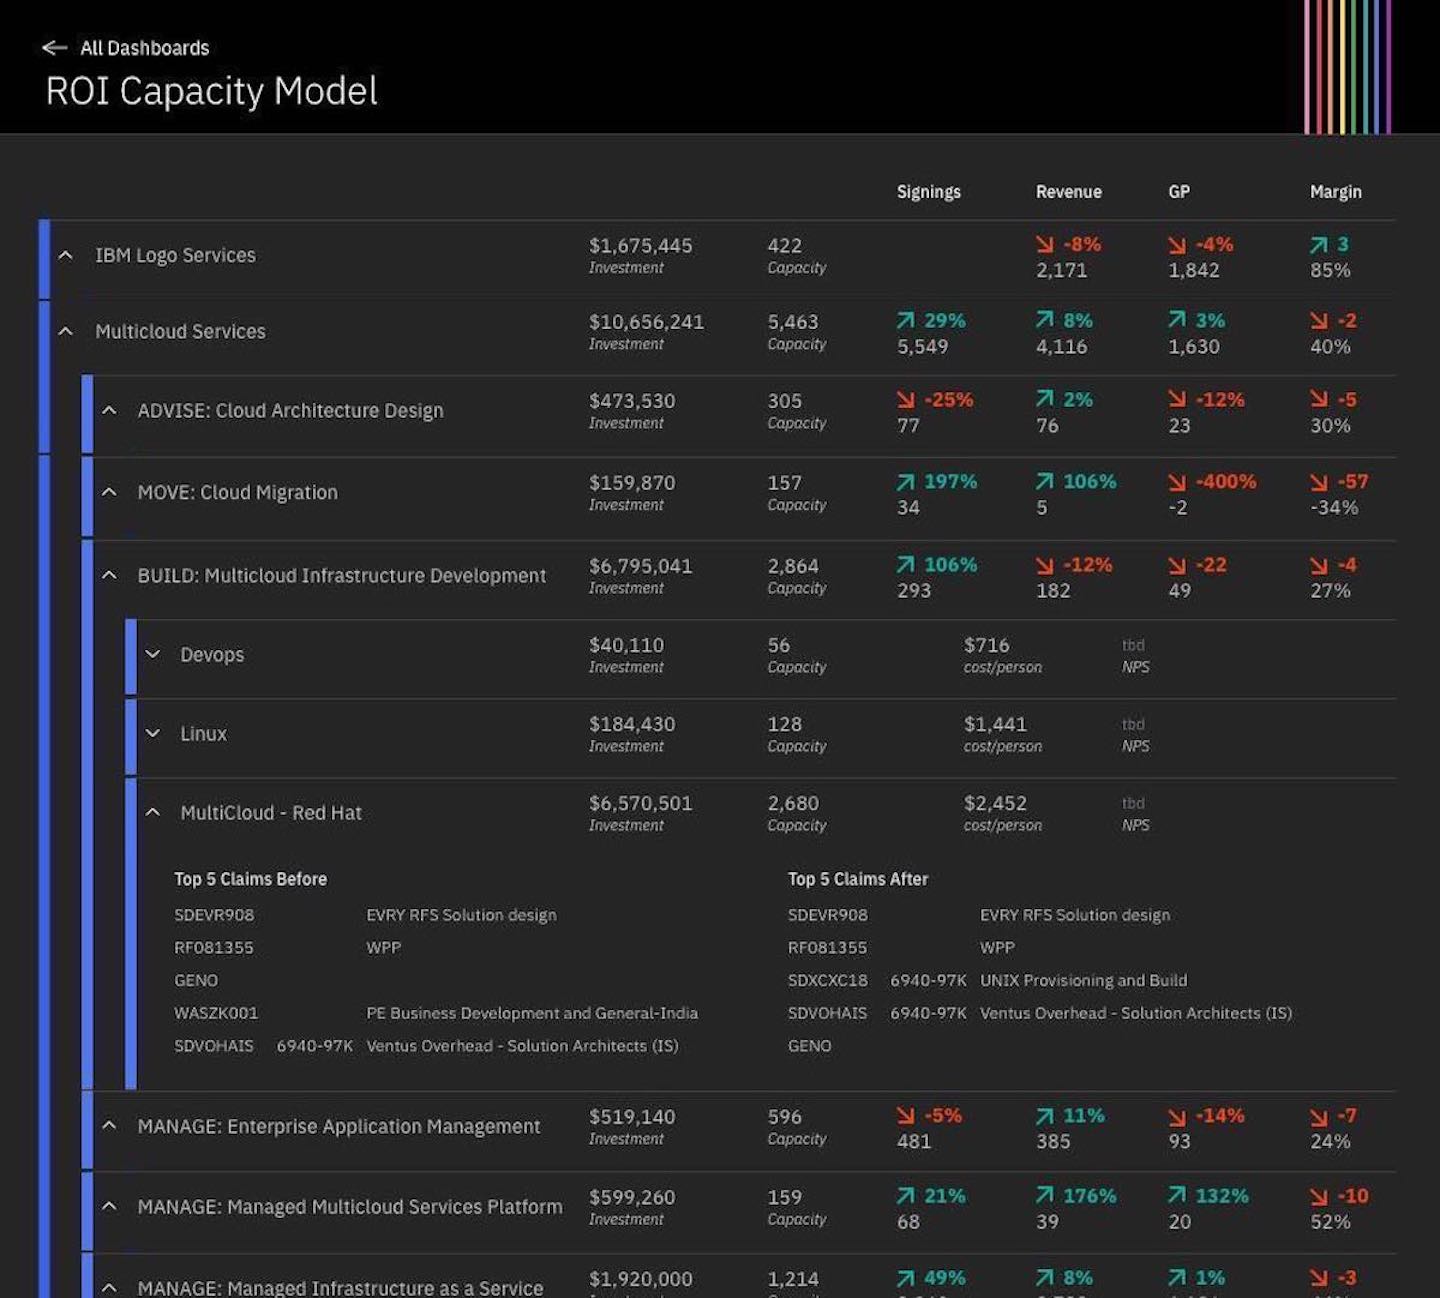 All Dashboards
ROI Capacity Model
Signings Revenue GP Margin
IBM Logo Services $1,675,445 422 -8% -4% 3
Investment Capacity 2,171 1,842 85%
Multicloud Services $10,656,241 5,463 29% 8% 3% -2
Investment Capacity 5,549 4,116 1,630 40%
ADVISE: Cloud Architecture Design $473,530 305 -25% 2% -12% -5
Investment Capacity 77 76 23 30%
MOVE: Cloud Migration $159,870 157 197% 106% -400% -57
Investment Capacity 34 5 -2 -34%
BUILD: Multicloud Infrastructure Development $6,795,041 2,864 106% -12% -22 -4
Investment Capacity 293 182 49 27%
Devops $40,110 56 $716 tbd
Investment Capacity cost/person NPS
Linux $184,430 128 $1,441 tbd
Investment Capacity cost/person NPS
MultiCloud - Red Hat $6,570,501 2,680 $2,452 tbd
Investment Capacity cost/person NPS
Top 5 Claims Before Top 5 Claims After
SDEVR908 EVRY RFS Solution design SDEVR908 EVRY RFS Solution design
RF081355 WPP RF081355 WPP
GENO SDXCXC18 6940-97K UNIX Provisioning and Build
WASZK001 PE Business Development and General-India SDVOHAIS 6940-97K Ventus Overhead - Solution Architects (IS)
SDVOHAIS 6940-97K Ventus Overhead - Solution Architects (IS) GENO
MANAGE: Enterprise Application Management $519,140 596 -5% 11% -14% -7
Investment Capacity 481 385 93 24%
MANAGE: Managed Multicloud Services Platform $599,260 159 21% 176% 132% -10
Investment Capacity 68 39 20 52%
MANAGE: Managed Infrastructure as a Service $1,920,000 1,214 49% 8% 1% -3